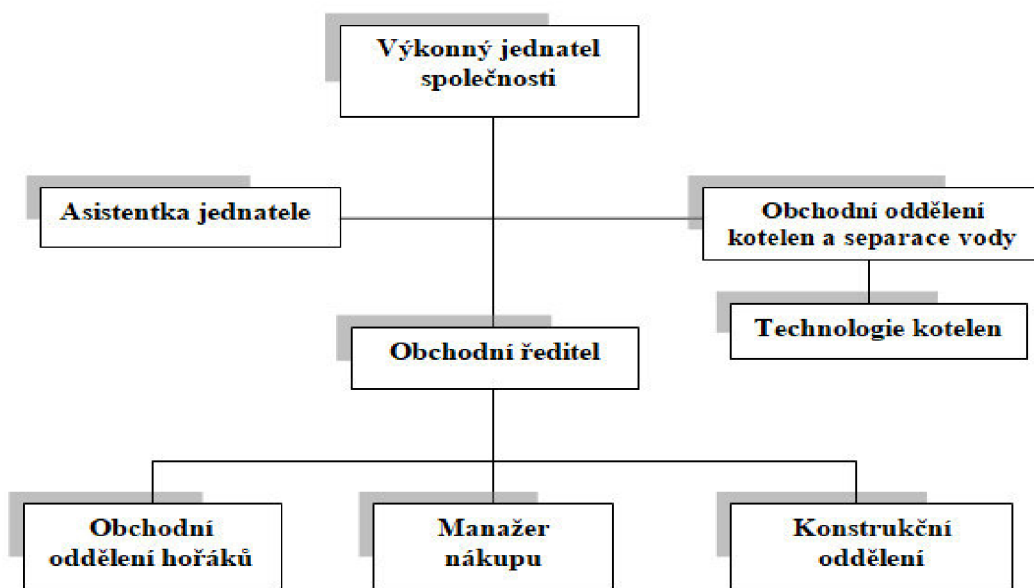 Výkonný jednatel
společnosti
Asistentka jednatele
Obchodní oddělení
kotelen a separace vody
Technologie kotelen
Obchodní ředitel
Obchodní
oddělení hořáků
Manažer
nákupu
Konstrukční
oddělení